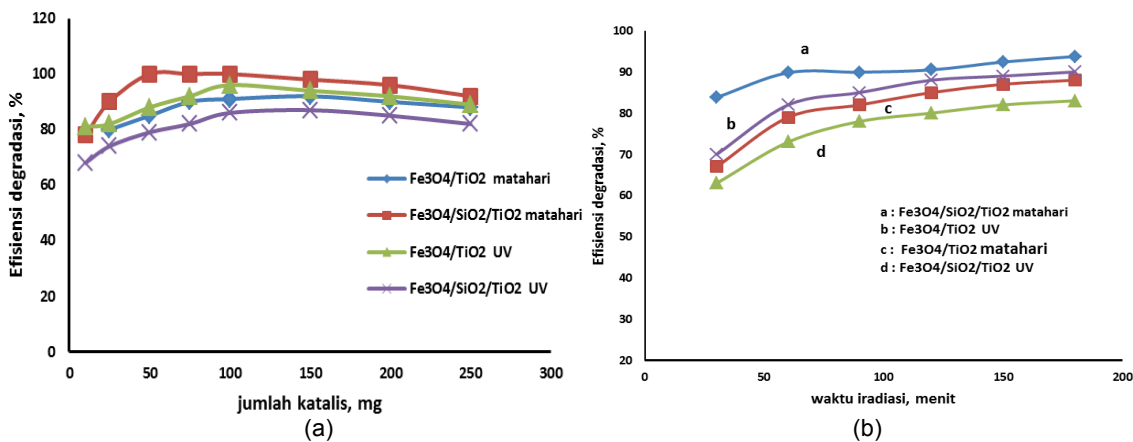 120
100
80
60
40
20
0
Efisiensi degradasi, %
0 50 100 150 200 250 300
jumlah katalis, mg
Fe3O4/TiO2 matahari
Fe3O4/SiO2/TiO2 matahari
Fe3O4/TiO2 UV
Fe3O4/SiO2/TiO2 UV
(a)
100
90
80
70
60
50
40
30
20
Efisiensi degradasi, %
a
b
c
d
a : Fe3O4/SiO2/TiO2 matahari
b : Fe3O4/TiO2 UV
c : Fe3O4/TiO2 matahari
d : Fe3O4/SiO2/TiO2 UV
0 50 100 150 200
waktu iradiasi, menit
(b)